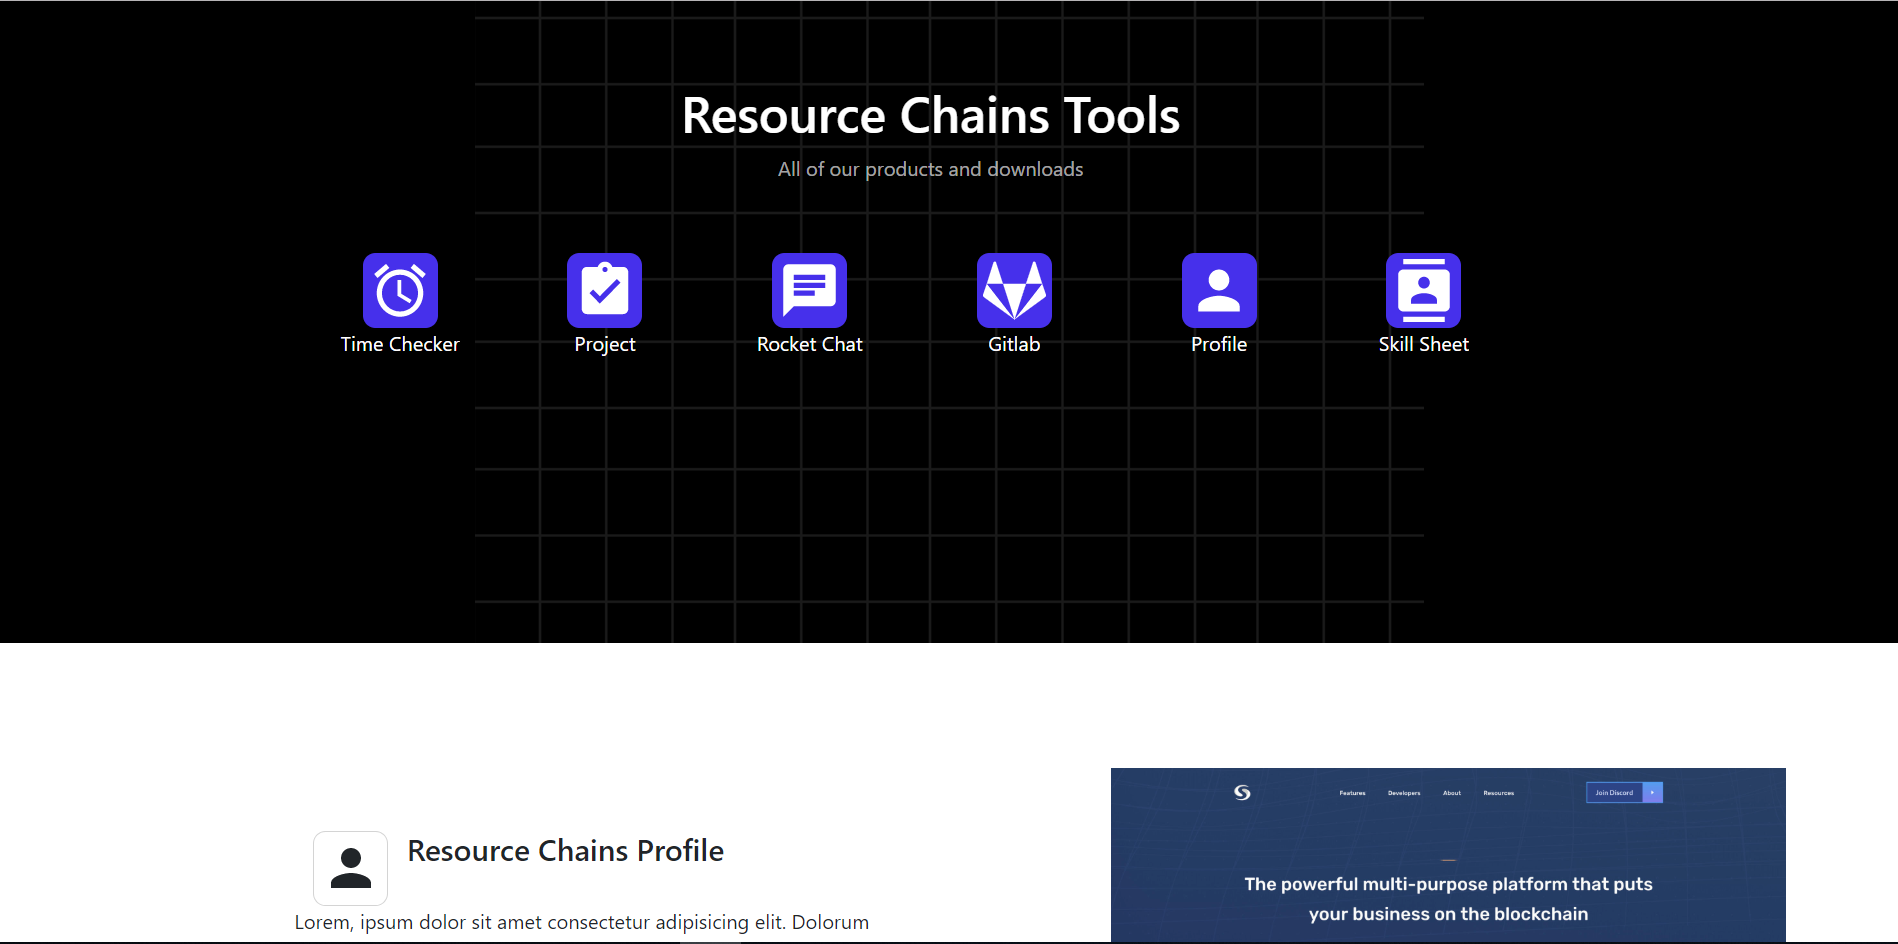 Resource Chains Tools
All of our products and downloads
Time Checker Project Rocket Chat Gitlab Profile Skill Sheet
Resource Chains Profile
Lorem, ipsum dolor sit amet consectetur adipisicing elit. Dolorum
Features Developers About Resources Join Discord
The powerful multi-purpose platform that puts
your business on the blockchain